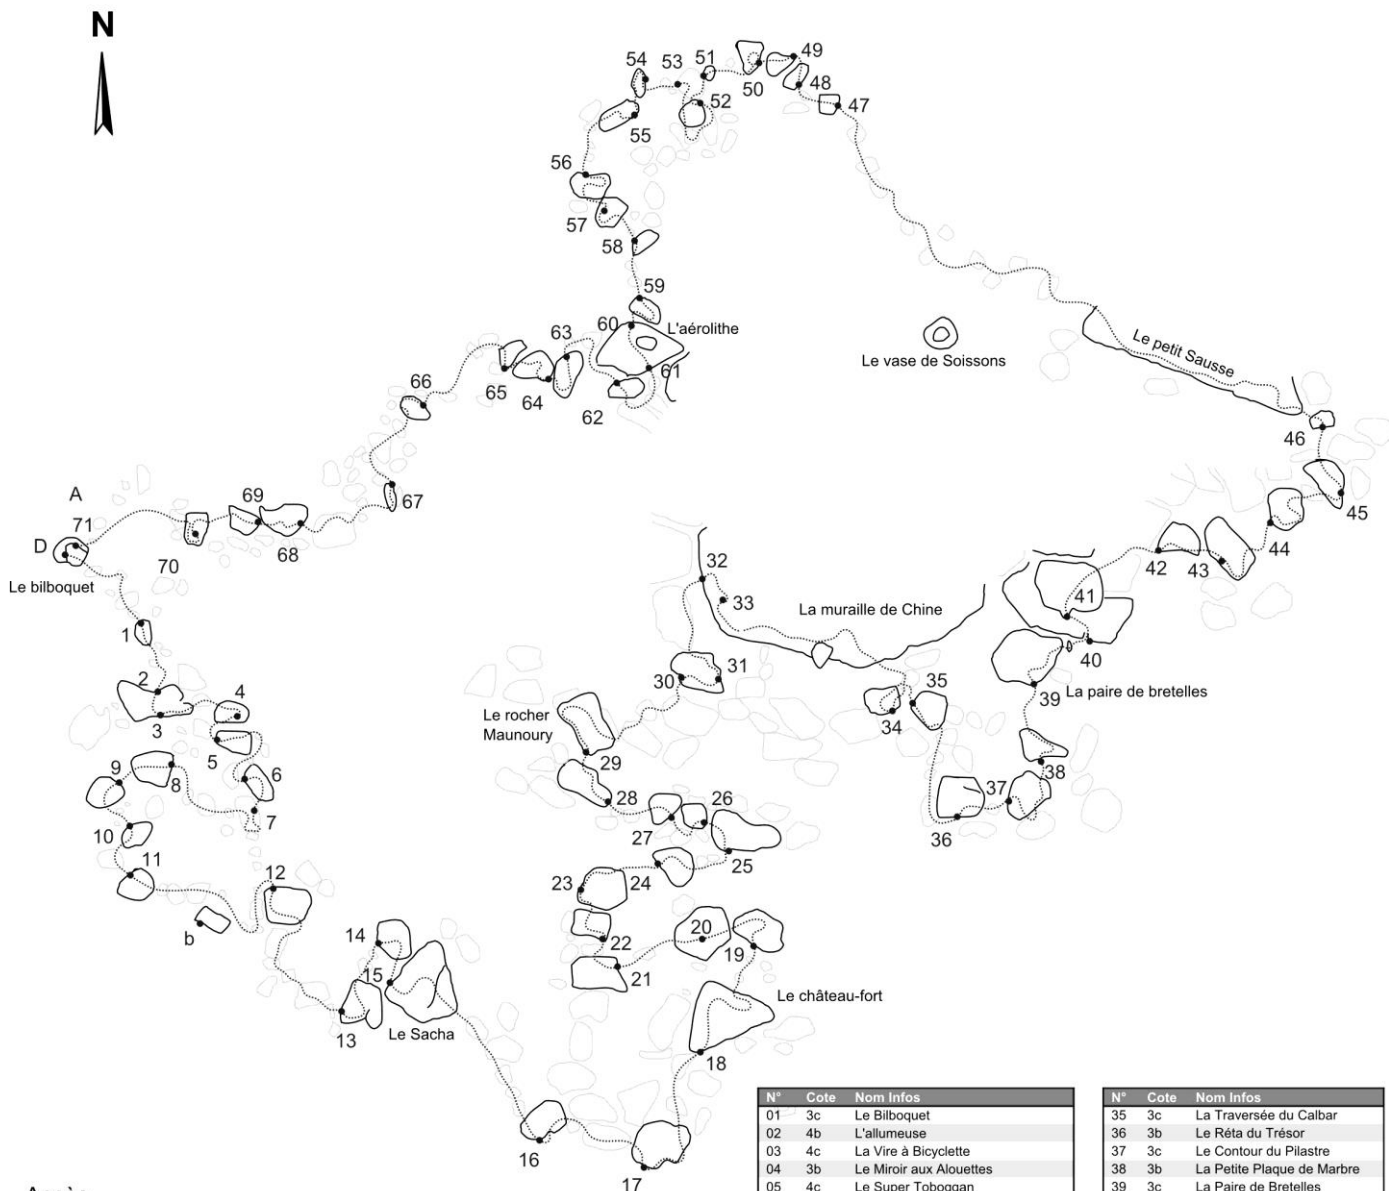 N
54 53 51 49
50 48
52 47
55
56
57
58
59
60 L'aérolithe
63
61
Le vase de Soissons
Le petit Sausse
65 64 62
66
46
67
45
A
71
69
D
70 68
44
42 43
Le bilboquet
32
33
La muraille de Chine
41
40
1
2
4
3
5
30 31
39 La paire de bretelles
35
34
Le rocher
Maunoury
29
9
8
6
7
28
38
37
36
26
27
25
10
11
12
24
23
b
14
22
20
19
15
21
13
Le Sacha
Le château-fort
18
16
17
N° Cote Nom Infos
01 3c Le Bilboquet
02 4b L'allumeuse
03 4c La Vire à Bicyclette
04 3b Le Miroir aux Alouettes
05 4c Le Super Toboggan
N° Cote Nom Infos
35 3c La Traversée du Calbar
36 3b Le Réta du Trésor
37 3c Le Contour du Pilastre
38 3b La Petite Plaque de Marbre
39 3c La Paire de Bretelles